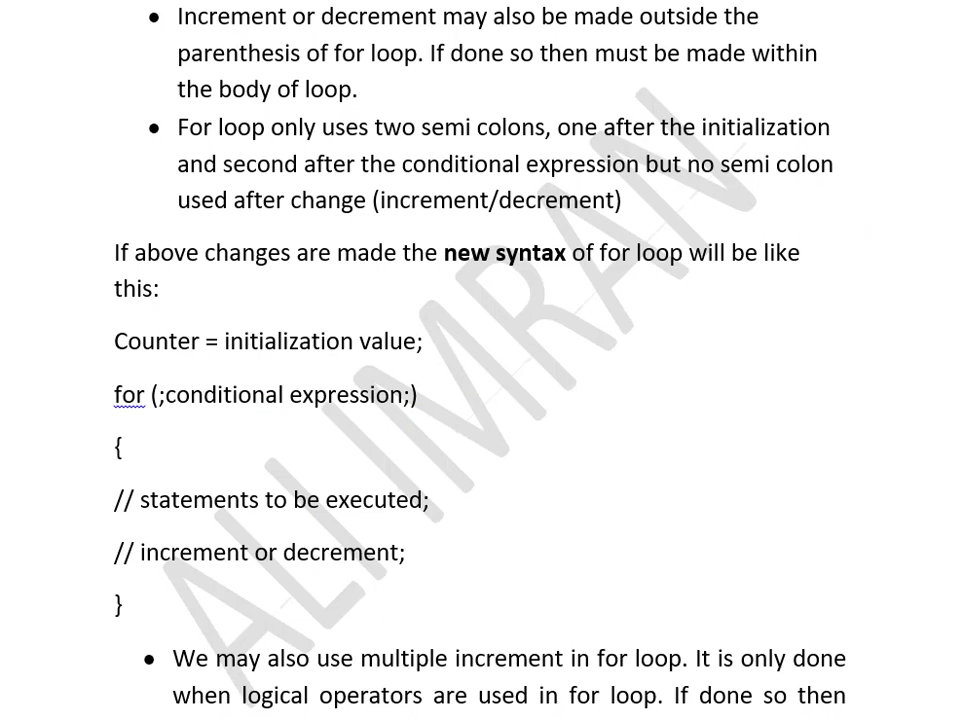 • Increment or decrement may also be made outside the
parenthesis of for loop. If done so then must be made within
the body of loop.
• For loop only uses two semi colons, one after the initialization
and second after the conditional expression but no semi colon
used after change (increment/decrement)
If above changes are made the new syntax of for loop will be like
this:
Counter = initialization value;
for (;conditional expression;)
{
// statements to be executed;
// increment or decrement;
}
• We may also use multiple increment in for loop. It is only done
when logical operators are used in for loop. If done so then
ALI IMRAN